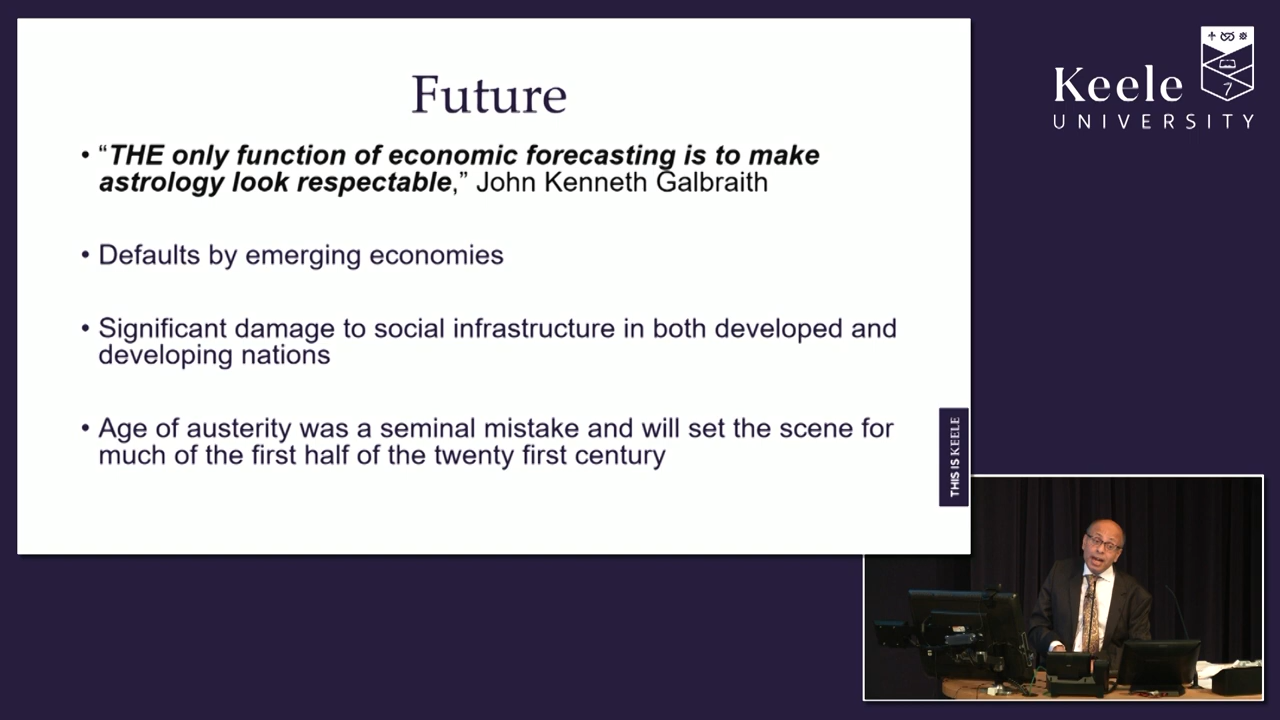 Future
• “THE only function of economic forecasting is to make
astrology look respectable,” John Kenneth Galbraith
• Defaults by emerging economies
• Significant damage to social infrastructure in both developed and
developing nations
• Age of austerity was a seminal mistake and will set the scene for
much of the first half of the twenty first century
THIS IS KEELE
Keele
UNIVERSITY